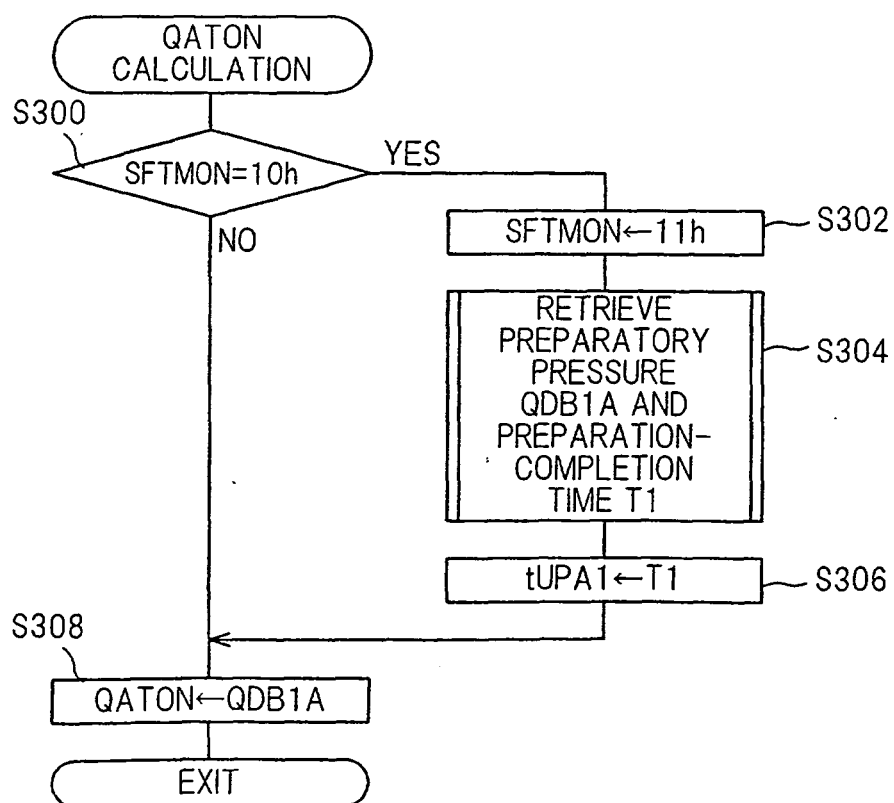 QATON
CALCULATION
S300
SFTMON=10h
YES
NO
SFTMON←11h
S302
RETRIEVE
PREPARATORY
PRESSURE
QDB1A AND
PREPARATION-
COMPLETION
TIME T1
S304
tUPA1←T1
S306
S308
QATON←QDB1A
EXIT